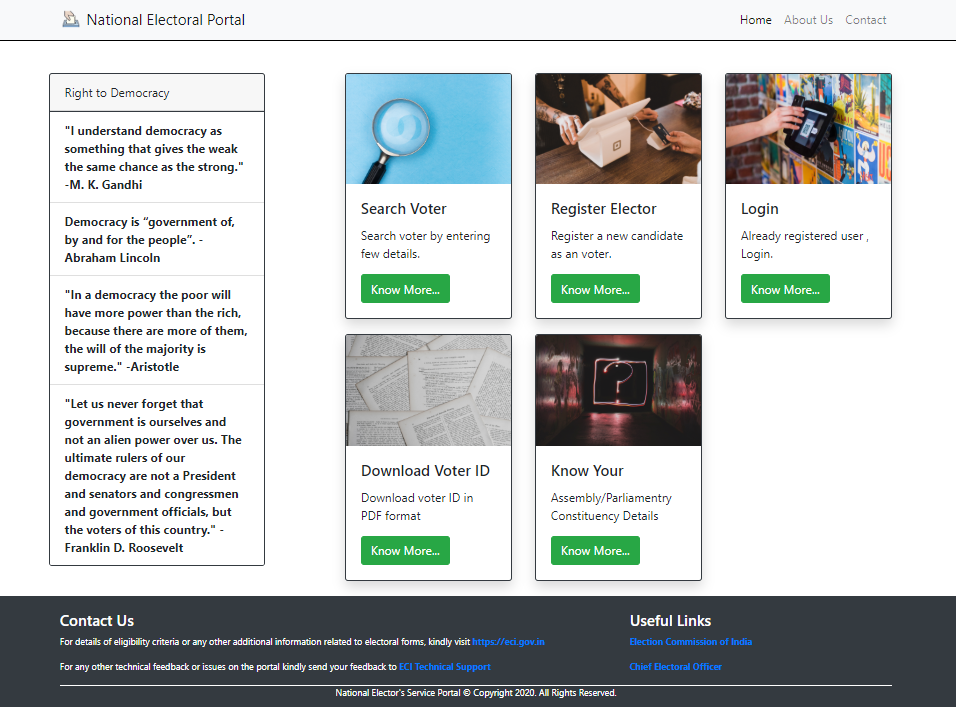 National Electoral Portal
Home About Us Contact
Right to Democracy
"I understand democracy as
something that gives the weak
the same chance as the strong."
-M. K. Gandhi
Democracy is “government of,
by and for the people”. -
Abraham Lincoln
"In a democracy the poor will
have more power than the rich,
because there are more of them,
the will of the majority is
supreme." -Aristotle
"Let us never forget that
government is ourselves and
not an alien power over us. The
ultimate rulers of our
democracy are not a President
and senators and congressmen
and government officials, but
the voters of this country." -
Franklin D. Roosevelt
Search Voter
Search voter by entering
few details.
Know More...
Register Elector
Register a new candidate
as an voter.
Know More...
Login
Already registered user ,
Login.
Know More...
Download Voter ID
Download voter ID in
PDF format
Know More...
?
Know Your
Assembly/Parliamentry
Constituency Details
Know More...
Contact Us
For details of eligibility criteria or any other additional information related to electoral forms, kindly visit https://eci.gov.in
For any other technical feedback or issues on the portal kindly send your feedback to ECI Technical Support
Useful Links
Election Commission of India
Chief Electoral Officer
National Elector's Service Portal © Copyright 2020. All Rights Reserved.